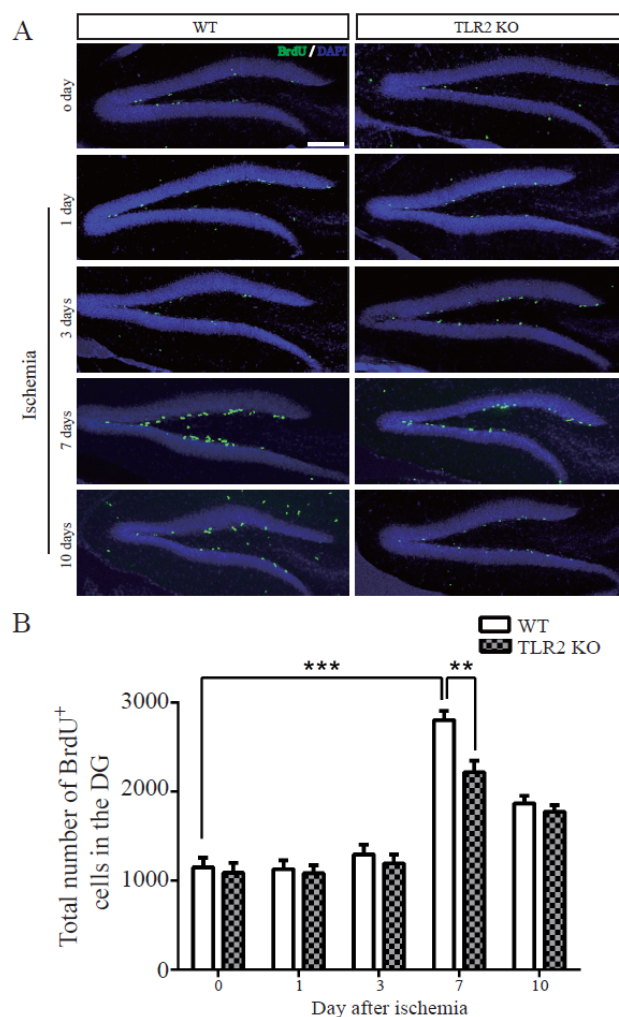 A
WT
TLR2 KO
BrdU/DAPI
o day
1 day
3 days
7 days
10 days
Ischemia
B
WT
TLR2 KO
***
**
3000
2000
1000
0
Total number of BrdU+
cells in the DG
0 1 3 7 10
Day after ischemia